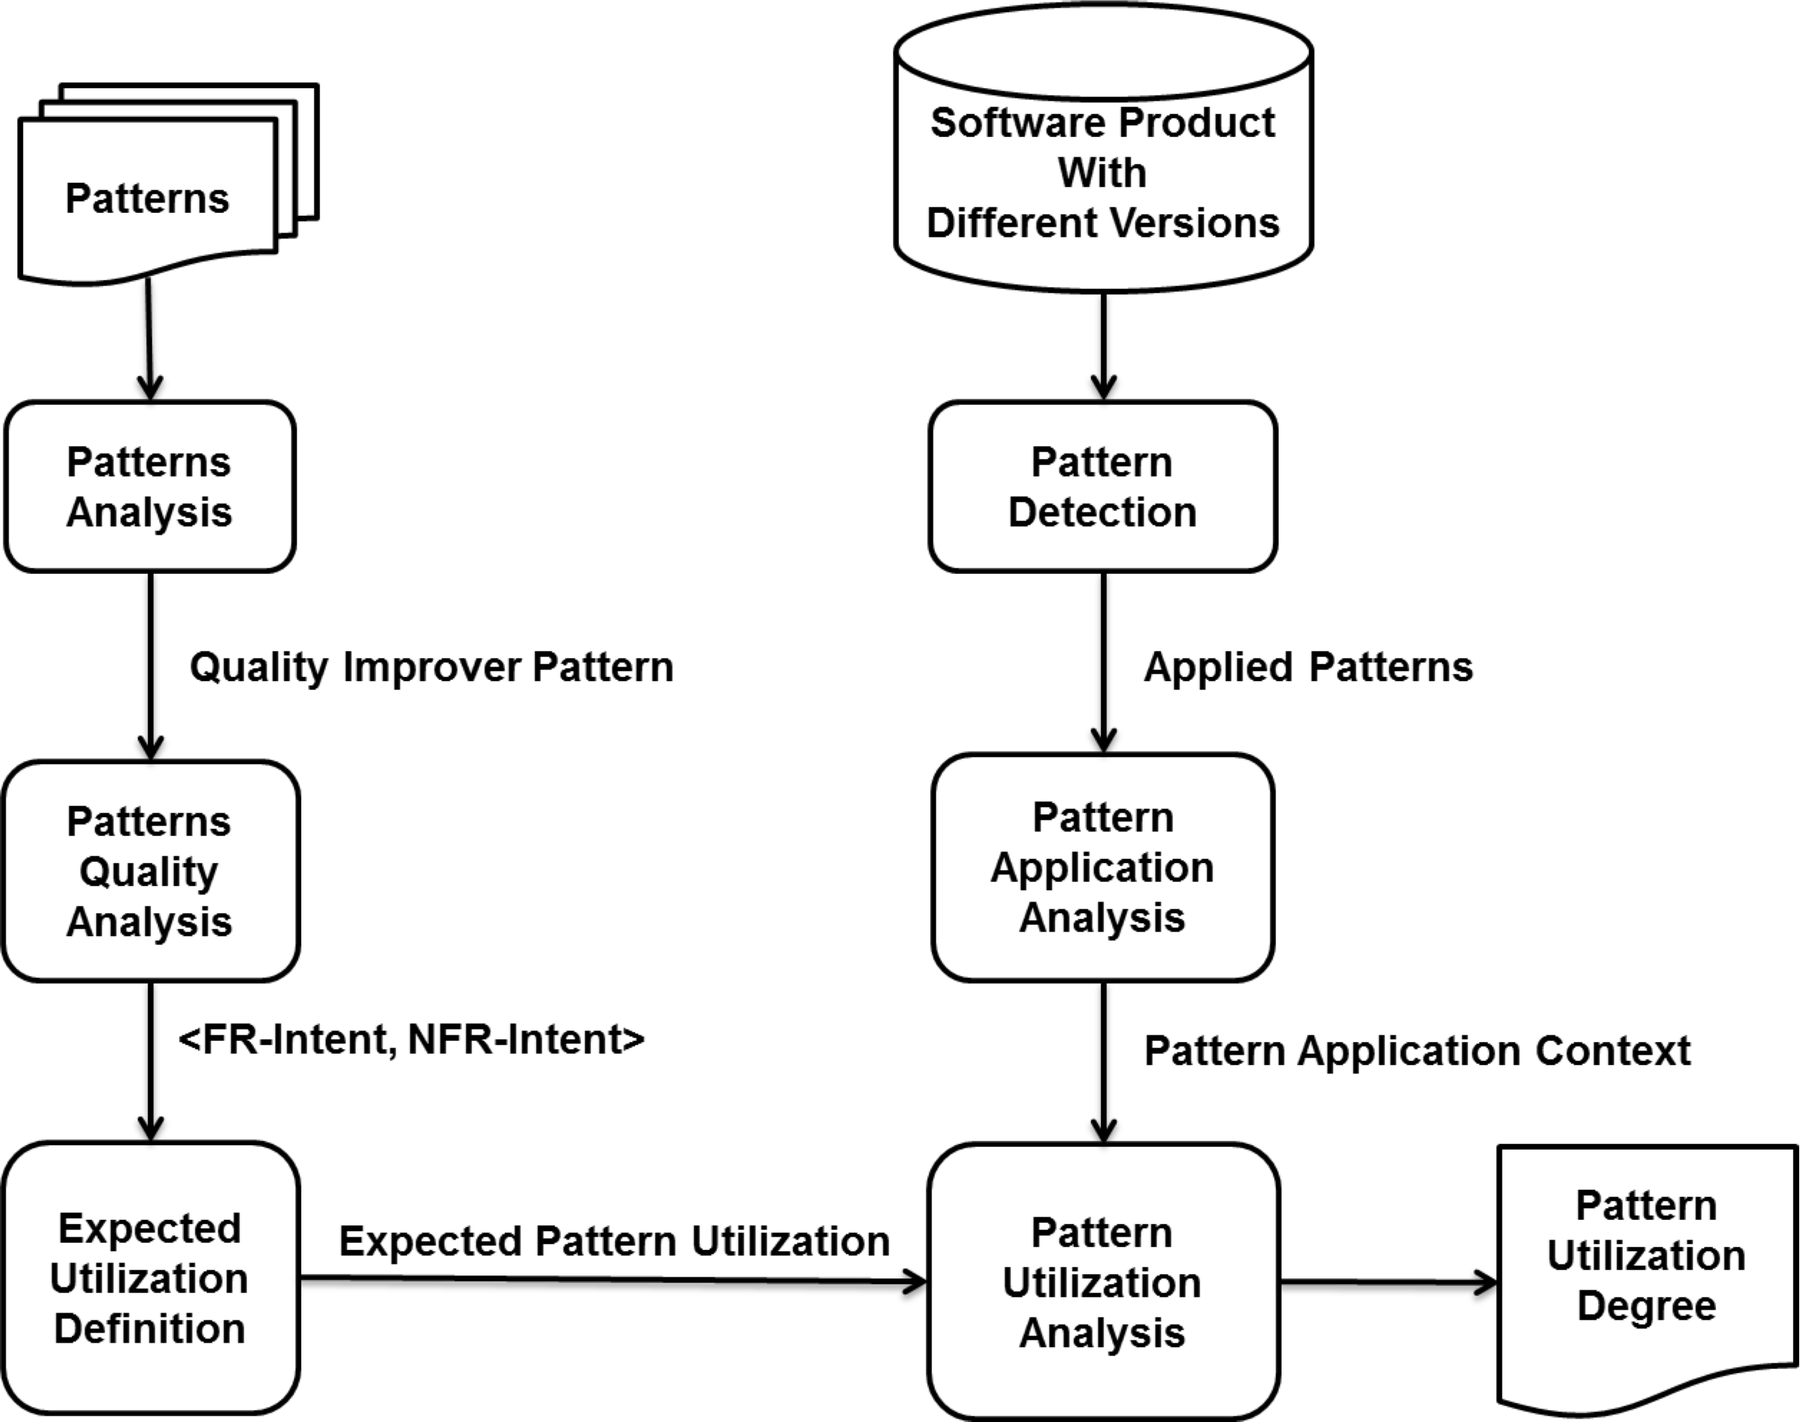 Patterns
Patterns
Analysis
Quality Improver Pattern
Patterns
Quality
Analysis
<FR-Intent, NFR-Intent>
Expected
Utilization
Definition
Expected Pattern Utilization
Software Product
With
Different Versions
Pattern
Detection
Applied Patterns
Pattern
Application
Analysis
Pattern Application Context
Pattern
Utilization
Analysis
Pattern
Utilization
Degree